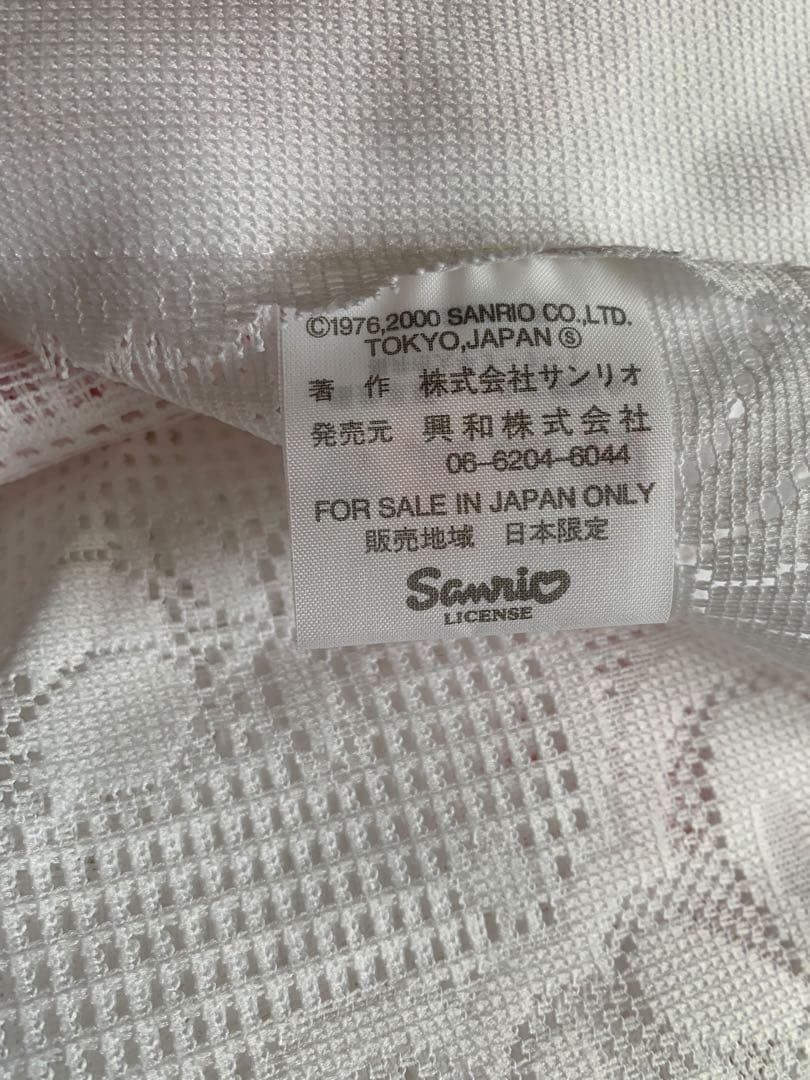 ©1976,2000 SANRIO CO.,LTD.
TOKYO,JAPAN Ⓢ
著 作 株式会社サンリオ
発売元 興和株式会社
06-6204-6044
FOR SALE IN JAPAN ONLY
販売地域 日本限定
Sanrio
LICENSE